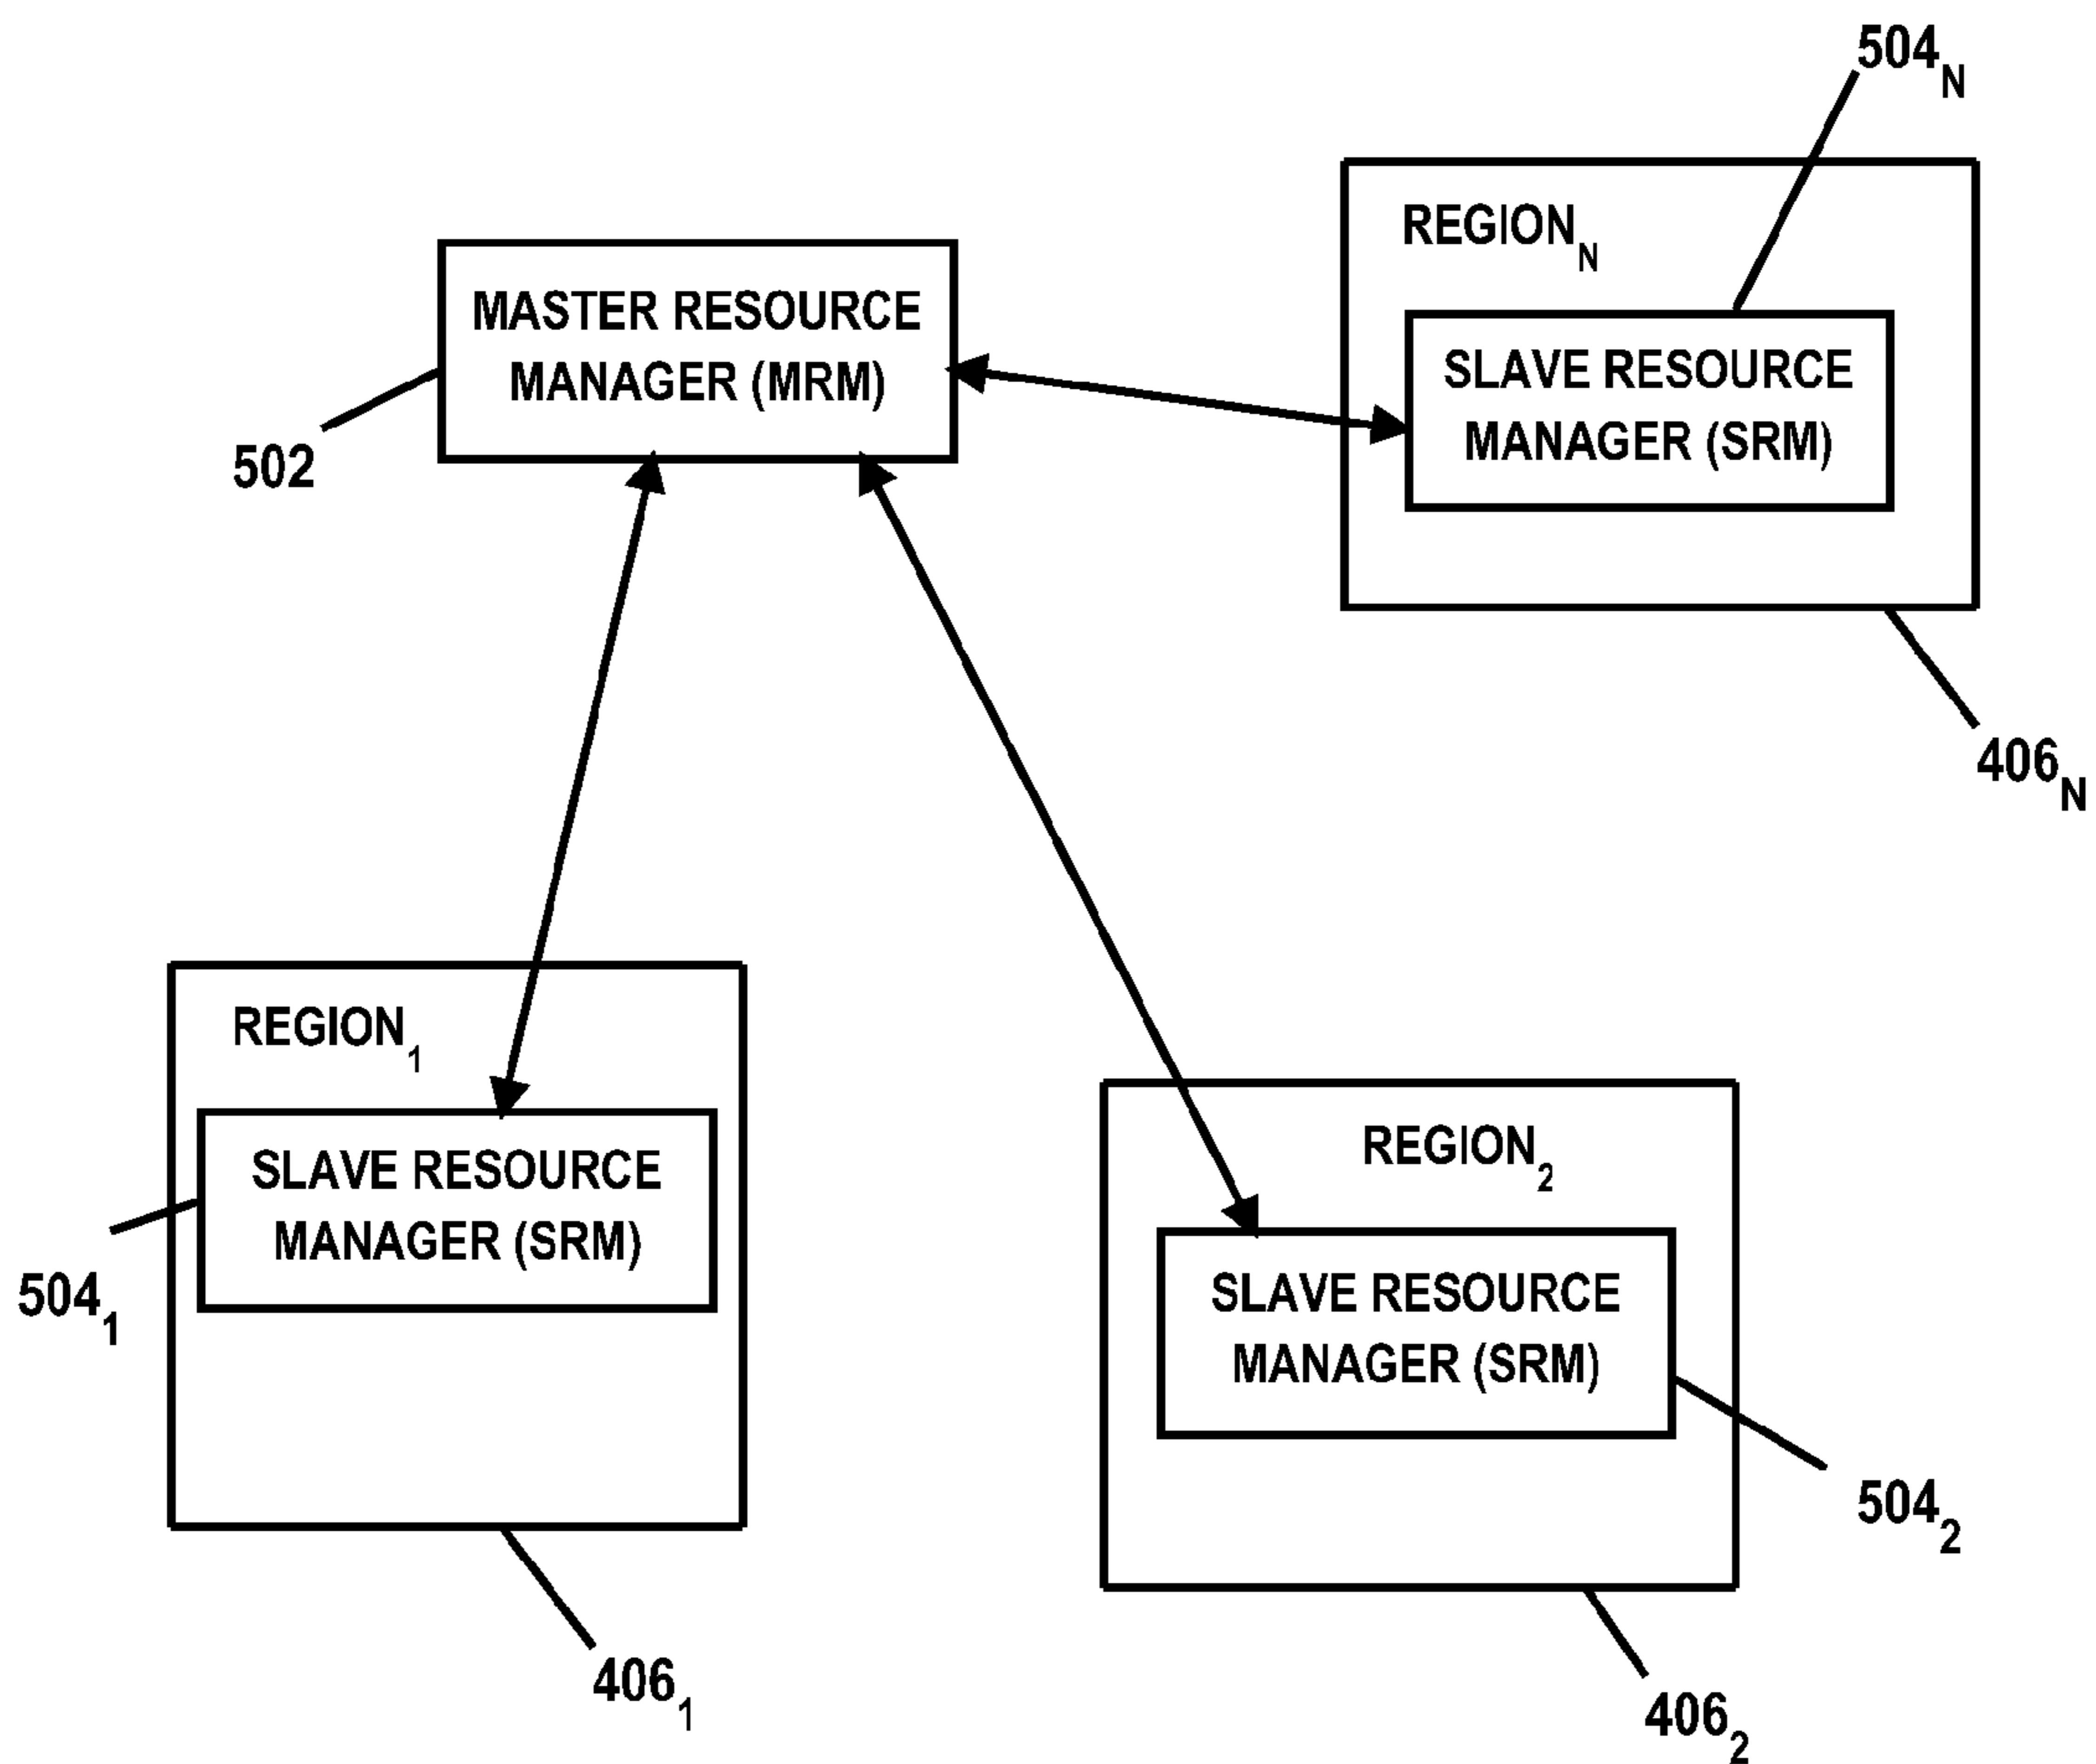 504N
REGIONN
MASTER RESOURCE
MANAGER (MRM)
SLAVE RESOURCE
MANAGER (SRM)
502
406N
REGION1
SLAVE RESOURCE
MANAGER (SRM)
5041
REGION2
SLAVE RESOURCE
MANAGER (SRM)
5042
4061
4062